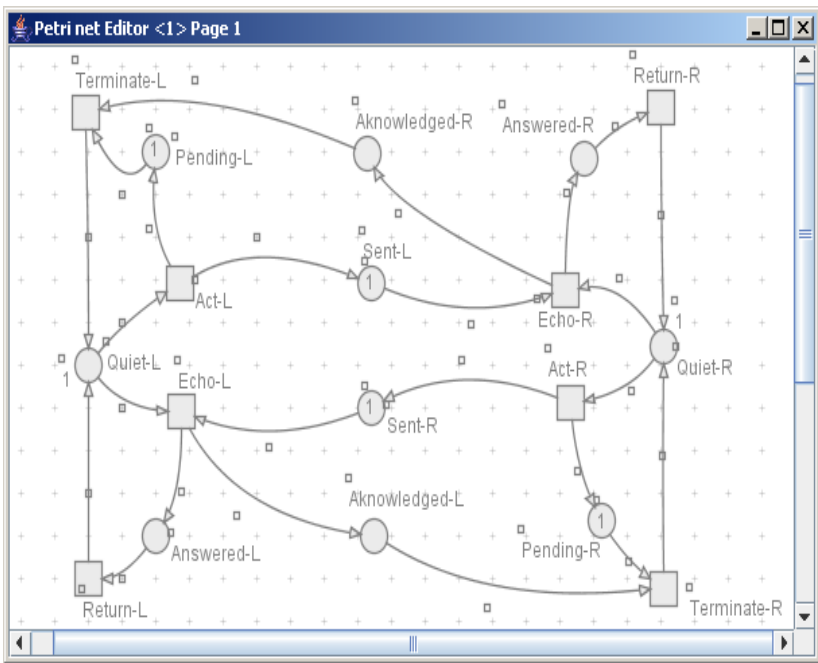 Petri net Editor <1> Page 1
Terminate-L
Return-R
Aknowledged-R
Answered-R
1
Pending-L
Sent-L
1
Act-L
Echo-R
1
Quiet-L
1
Echo-L
Act-R
Quiet-R
1
Sent-R
Aknowledged-L
1
Answered-L
Pending-R
Return-L
Terminate-R